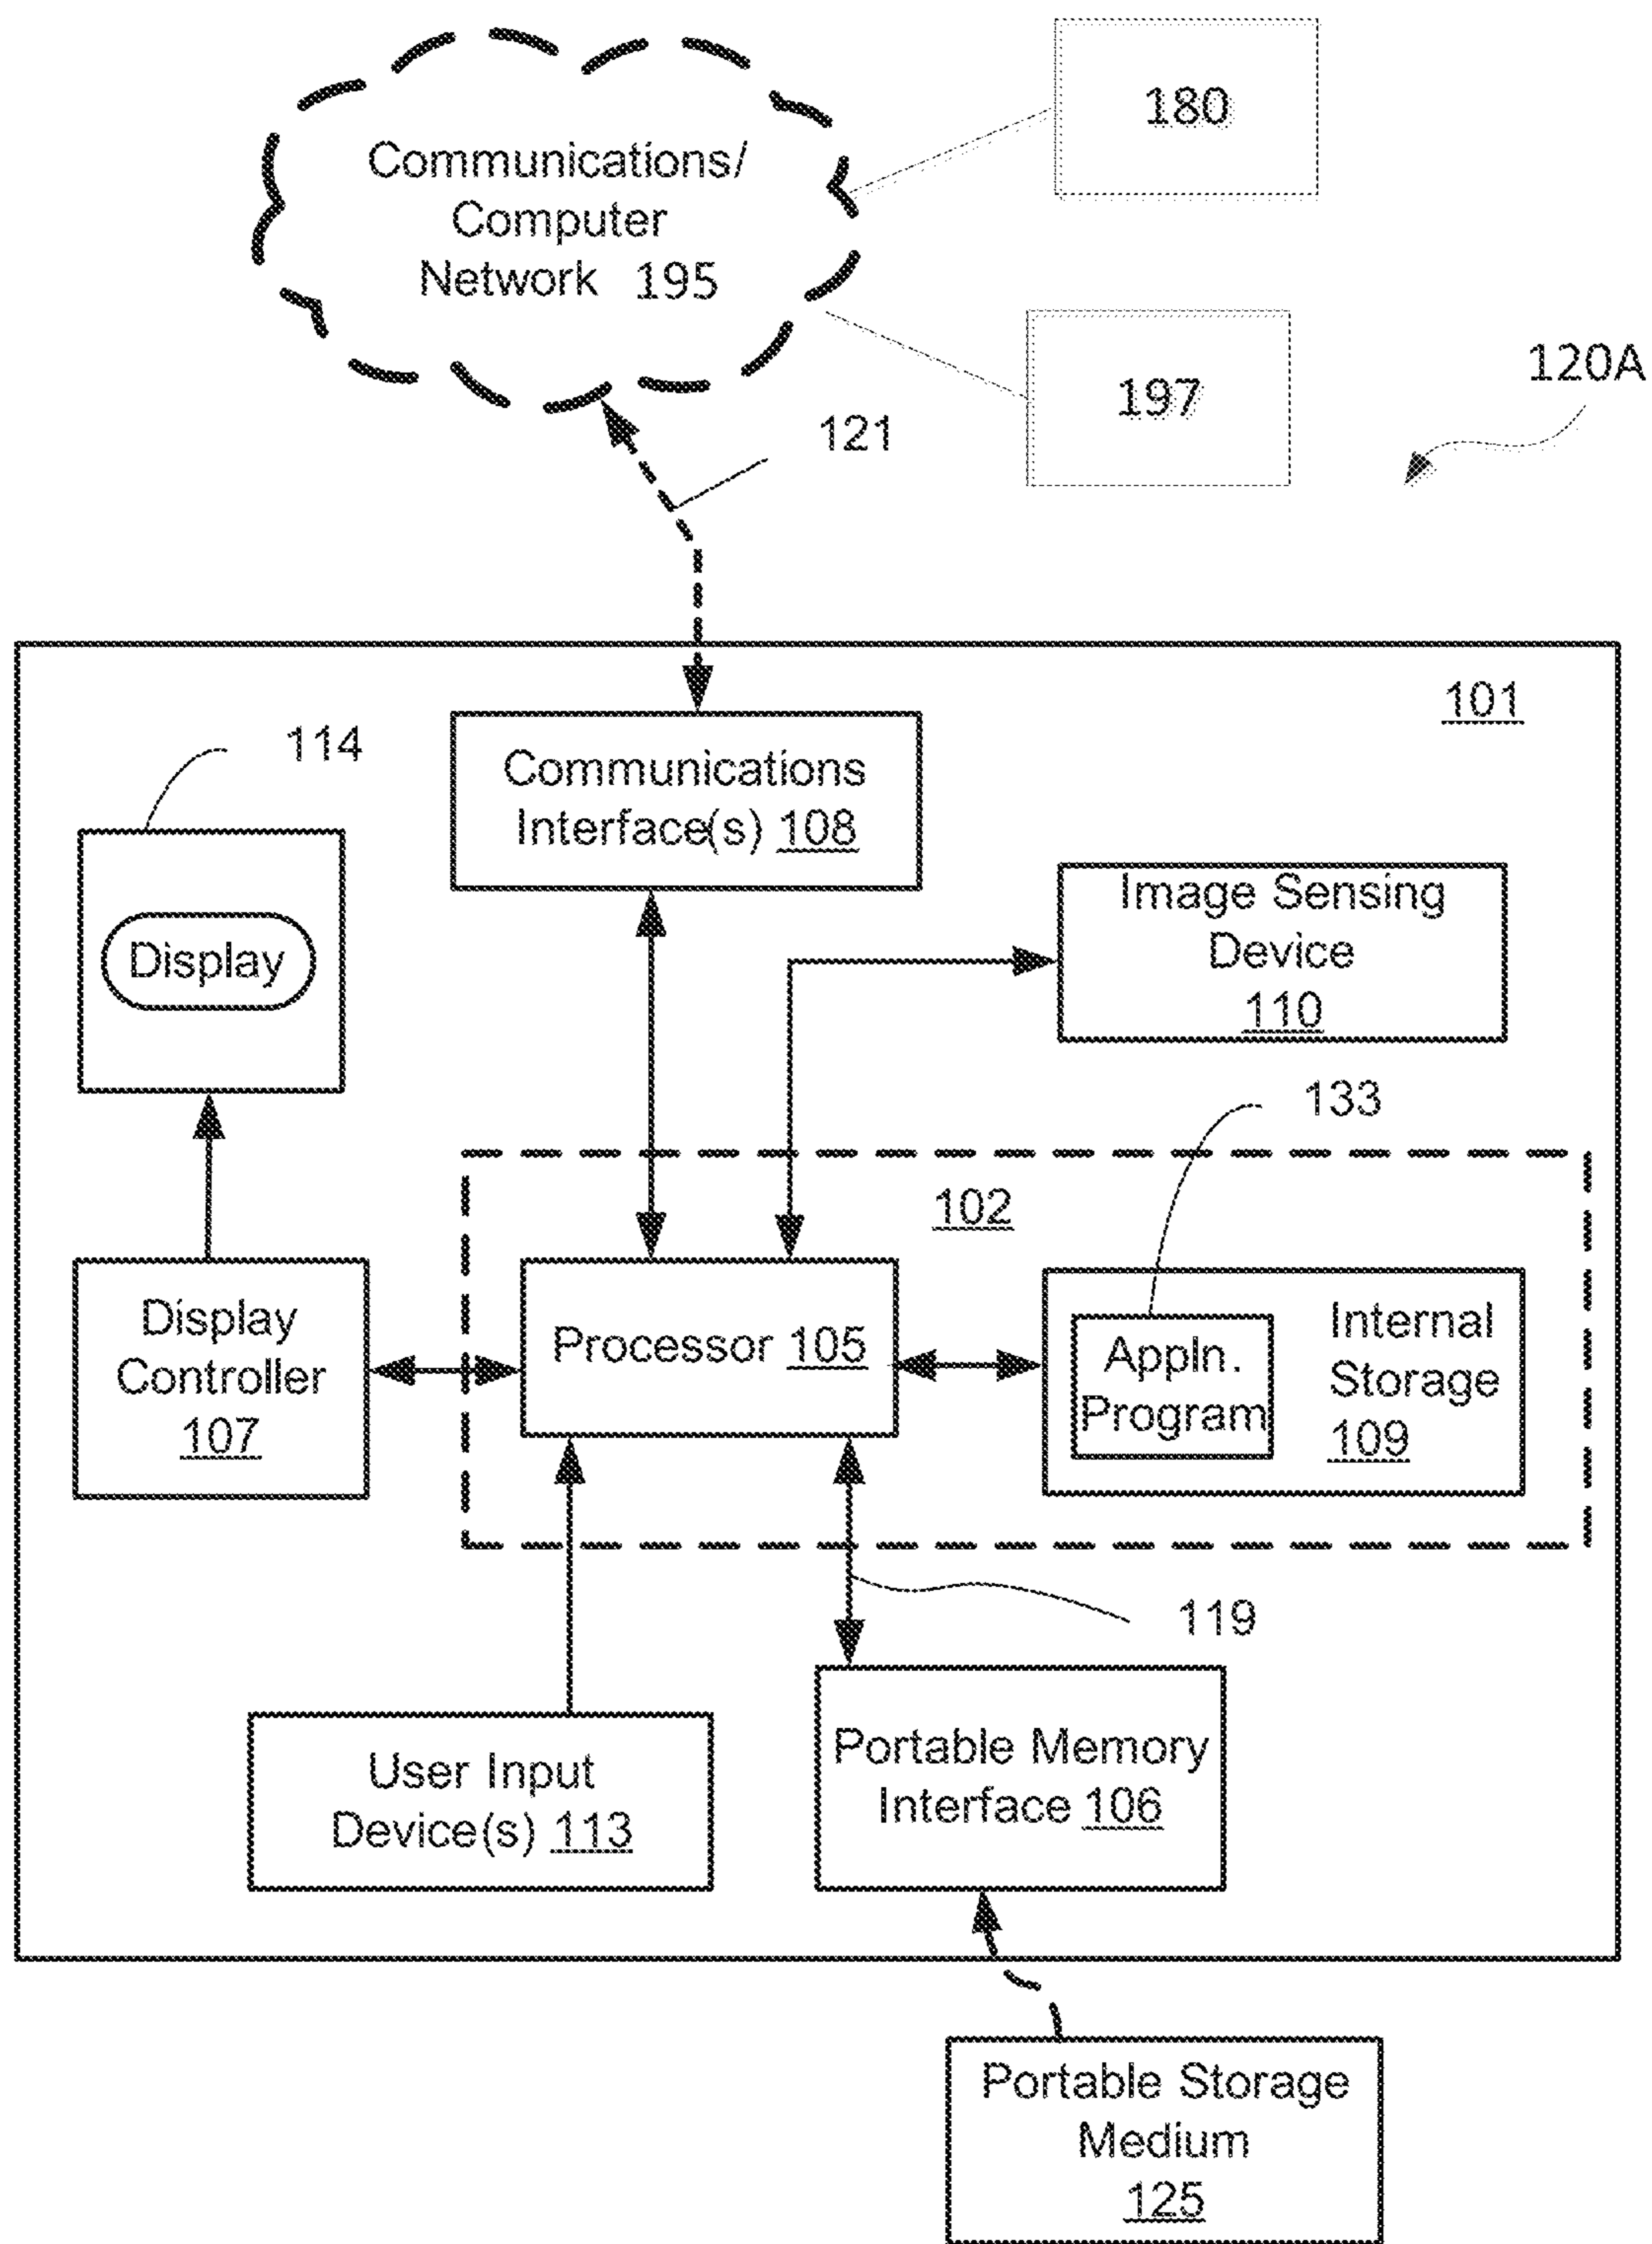 180
Communications/
Computer
Network 195
197
120A
121
101
114
Communications
Interface(s) 108
Image Sensing
Device
110
Display
133
102
Display
Controller
107
Processor 105
Appln.
Program
Internal
Storage
109
119
User Input
Device(s) 113
Portable Memory
Interface 106
Portable Storage
Medium
125